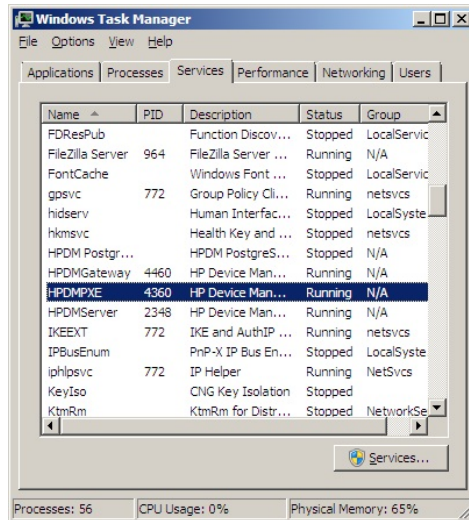 Windows Task Manager
File Options View Help
Applications Processes Services Performance Networking Users
Name PID Description Status Group
FDResPub Function Discov... Stopped LocalServic
FileZilla Server 964 FileZilla Server ... Running N/A
FontCache Windows Font ... Stopped LocalServic
gpsvc 772 Group Policy Cli... Running netsvcs
hidserv Human Interfac... Stopped LocalSyste
hkmsvc Health Key and ... Stopped netsvcs
HPDM Postgr... HPDM PostgreS... Stopped N/A
HPDMGateway 4460 HP Device Man... Running N/A
HPDMPXE 4360 HP Device Man... Running N/A
HPDMServer 2348 HP Device Man... Running N/A
IKEEXT 772 IKE and AuthIP ... Running netsvcs
IPBusEnum PnP-X IP Bus En... Stopped LocalSyste
iphlpsvc 772 IP Helper Running NetSvcs
KeyIso CNG Key Isolation Stopped
KtmRm KtmRm for Distr... Stopped NetworkSe
Services...
Processes: 56 CPU Usage: 0% Physical Memory: 65%